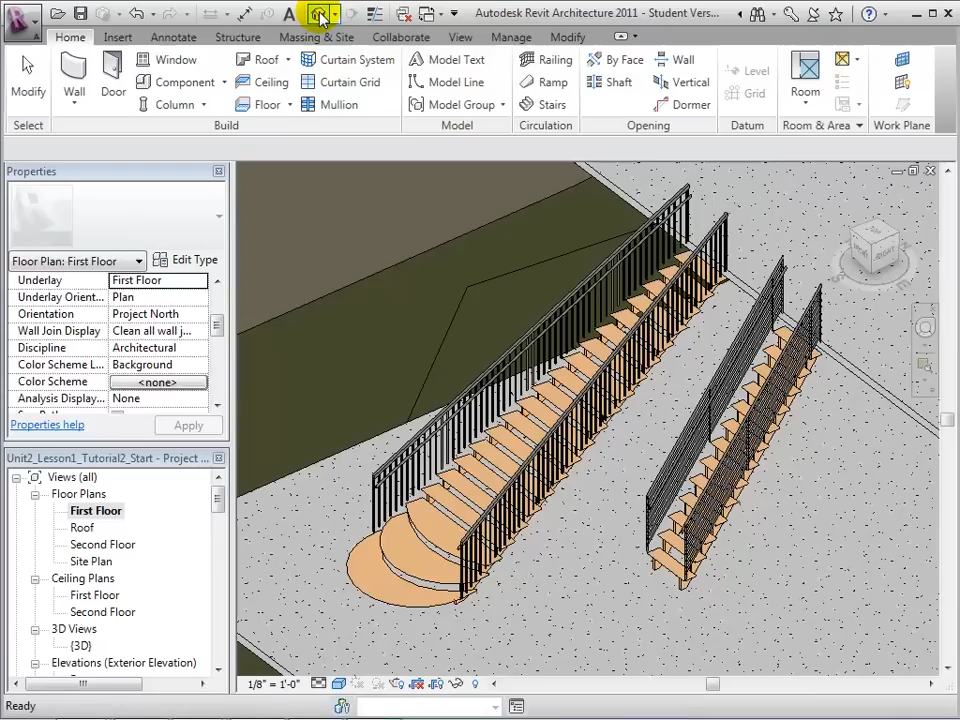 Autodesk Revit Architecture 2011 - Student Vers...
Home Insert Annotate Structure Massing & Site Collaborate View Manage Modify
Modify
Wall
Door
Window
Component
Column
Roof
Ceiling
Floor
Curtain System
Curtain Grid
Mullion
Model Text
Model Line
Model Group
Railing
Ramp
Stairs
By Face
Shaft
Wall
Vertical
Dormer
Level
Grid
Room
Select Build Model Circulation Opening Datum Room & Area Work Plane
Properties
Floor Plan: First Floor Edit Type
Underlay First Floor
Underlay Orient... Plan
Orientation Project North
Wall Join Display Clean all wall j...
Discipline Architectural
Color Scheme L... Background
Color Scheme <none>
Analysis Display... None
Properties help Apply
Unit2_Lesson1_Tutorial2_Start - Project ...
Views (all)
Floor Plans
First Floor
Roof
Second Floor
Site Plan
Ceiling Plans
First Floor
Second Floor
3D Views
{3D}
Elevations (Exterior Elevation)
1/8" = 1'-0"
Ready